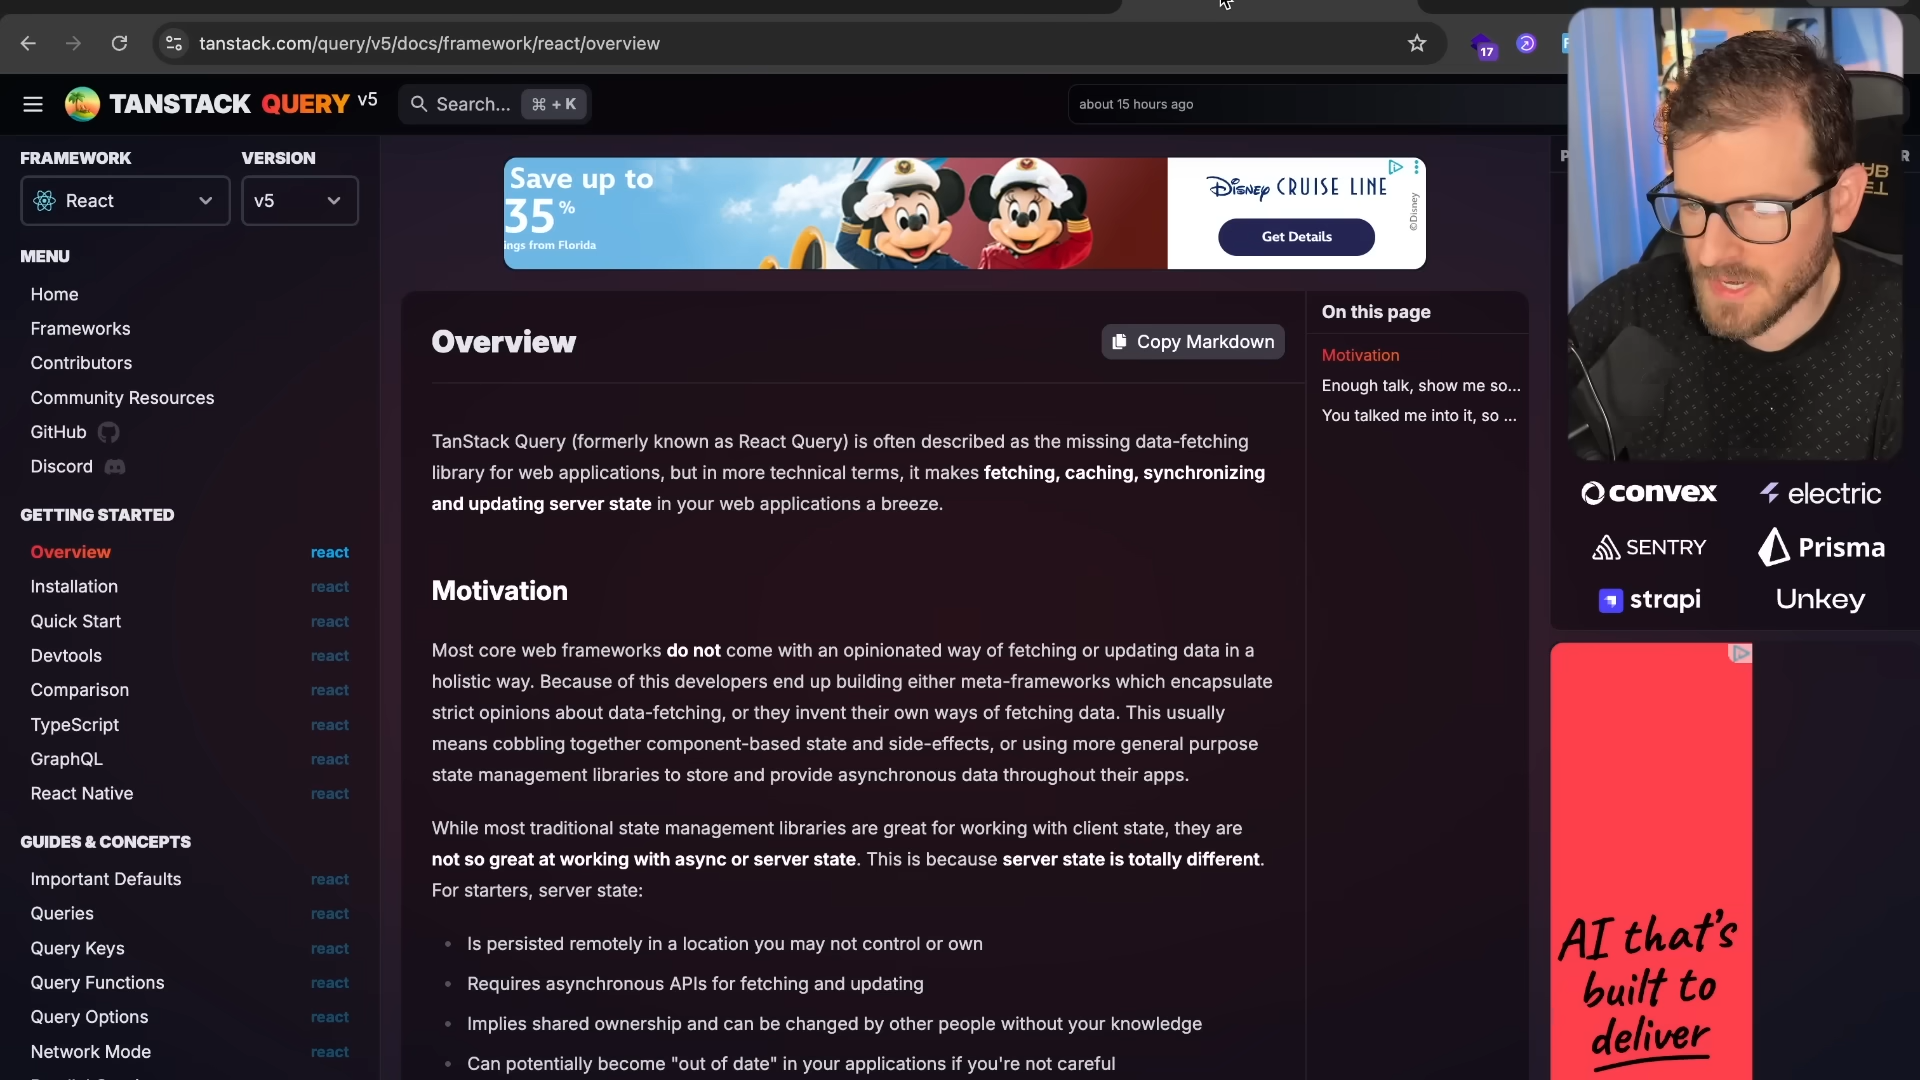 tanstack.com/query/v5/docs/framework/react/overview
17
TANSTACK QUERY v5
Search...
⌘ + K
about 15 hours ago
FRAMEWORK
VERSION
React
v5
MENU
Home
Frameworks
Contributors
Community Resources
GitHub
Discord
GETTING STARTED
Overview react
Installation react
Quick Start react
Devtools react
Comparison react
TypeScript react
GraphQL react
React Native react
GUIDES & CONCEPTS
Important Defaults react
Queries react
Query Keys react
Query Functions react
Query Options react
Network Mode react
Save up to
35%
ings from Florida
Disney CRUISE LINE
Get Details
©Disney
Overview
Copy Markdown
TanStack Query (formerly known as React Query) is often described as the missing data-fetching
library for web applications, but in more technical terms, it makes fetching, caching, synchronizing
and updating server state in your web applications a breeze.
Motivation
Most core web frameworks do not come with an opinionated way of fetching or updating data in a
holistic way. Because of this developers end up building either meta-frameworks which encapsulate
strict opinions about data-fetching, or they invent their own ways of fetching data. This usually
means cobbling together component-based state and side-effects, or using more general purpose
state management libraries to store and provide asynchronous data throughout their apps.
While most traditional state management libraries are great for working with client state, they are
not so great at working with async or server state. This is because server state is totally different.
For starters, server state:
Is persisted remotely in a location you may not control or own
Requires asynchronous APIs for fetching and updating
Implies shared ownership and can be changed by other people without your knowledge
Can potentially become "out of date" in your applications if you're not careful
On this page
Motivation
Enough talk, show me so...
You talked me into it, so ...
convex
electric
SENTRY
Prisma
strapi
Unkey
AI that's
built to
deliver